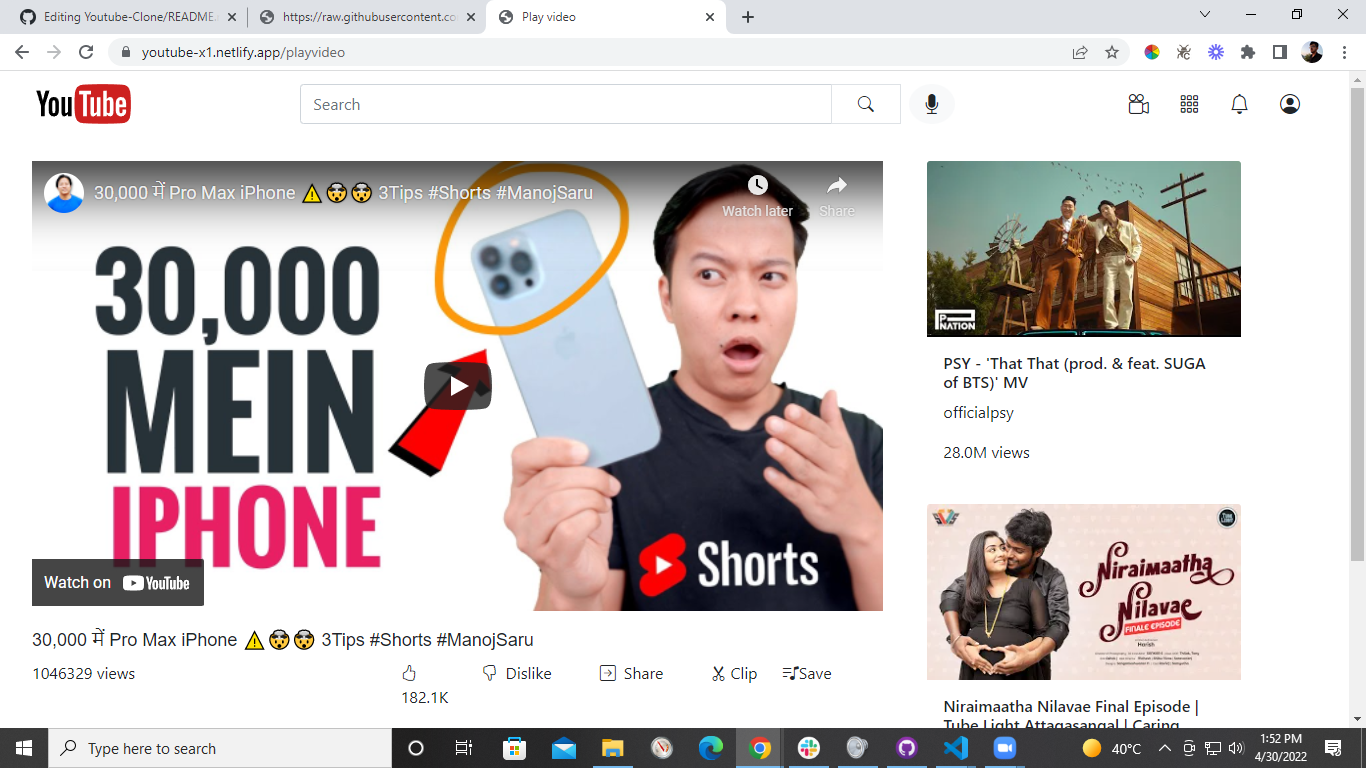 Editing Youtube-Clone/README.
https://raw.githubusercontent.co
Play video
youtube-x1.netlify.app/playvideo
YouTube
Search
30,000 में Pro Max iPhone ⚠️🤯🤯 3Tips #Shorts #ManojSaru
Watch later
Share
30,000
MEIN
IPHONE
Shorts
Watch on YouTube
30,000 में Pro Max iPhone ⚠️🤯🤯 3Tips #Shorts #ManojSaru
1046329 views
182.1K
Dislike
Share
Clip
Save
P NATION
PSY - 'That That (prod. & feat. SUGA
of BTS)' MV
officialpsy
28.0M views
Niraimaatha
Nilavae
FINALE EPISODE
Harish
Niraimaatha Nilavae Final Episode |
Tube Light Attagasangal | Caring
Type here to search
40°C
1:52 PM
4/30/2022